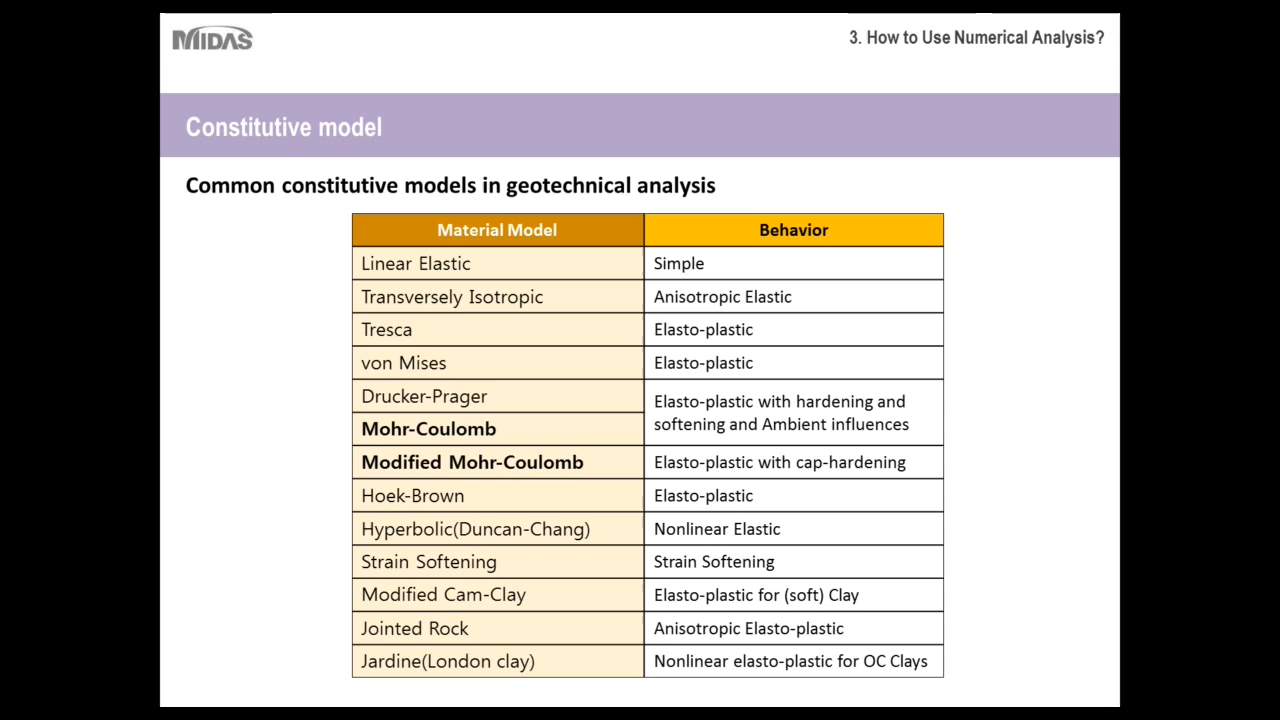 MIDAS
3. How to Use Numerical Analysis?
Constitutive model
Common constitutive models in geotechnical analysis
Material Model Behavior
Linear Elastic Simple
Transversely Isotropic Anisotropic Elastic
Tresca Elasto-plastic
von Mises Elasto-plastic
Drucker-Prager Elasto-plastic with hardening and
Mohr-Coulomb softening and Ambient influences
Modified Mohr-Coulomb Elasto-plastic with cap-hardening
Hoek-Brown Elasto-plastic
Hyperbolic(Duncan-Chang) Nonlinear Elastic
Strain Softening Strain Softening
Modified Cam-Clay Elasto-plastic for (soft) Clay
Jointed Rock Anisotropic Elasto-plastic
Jardine(London clay) Nonlinear elasto-plastic for OC Clays